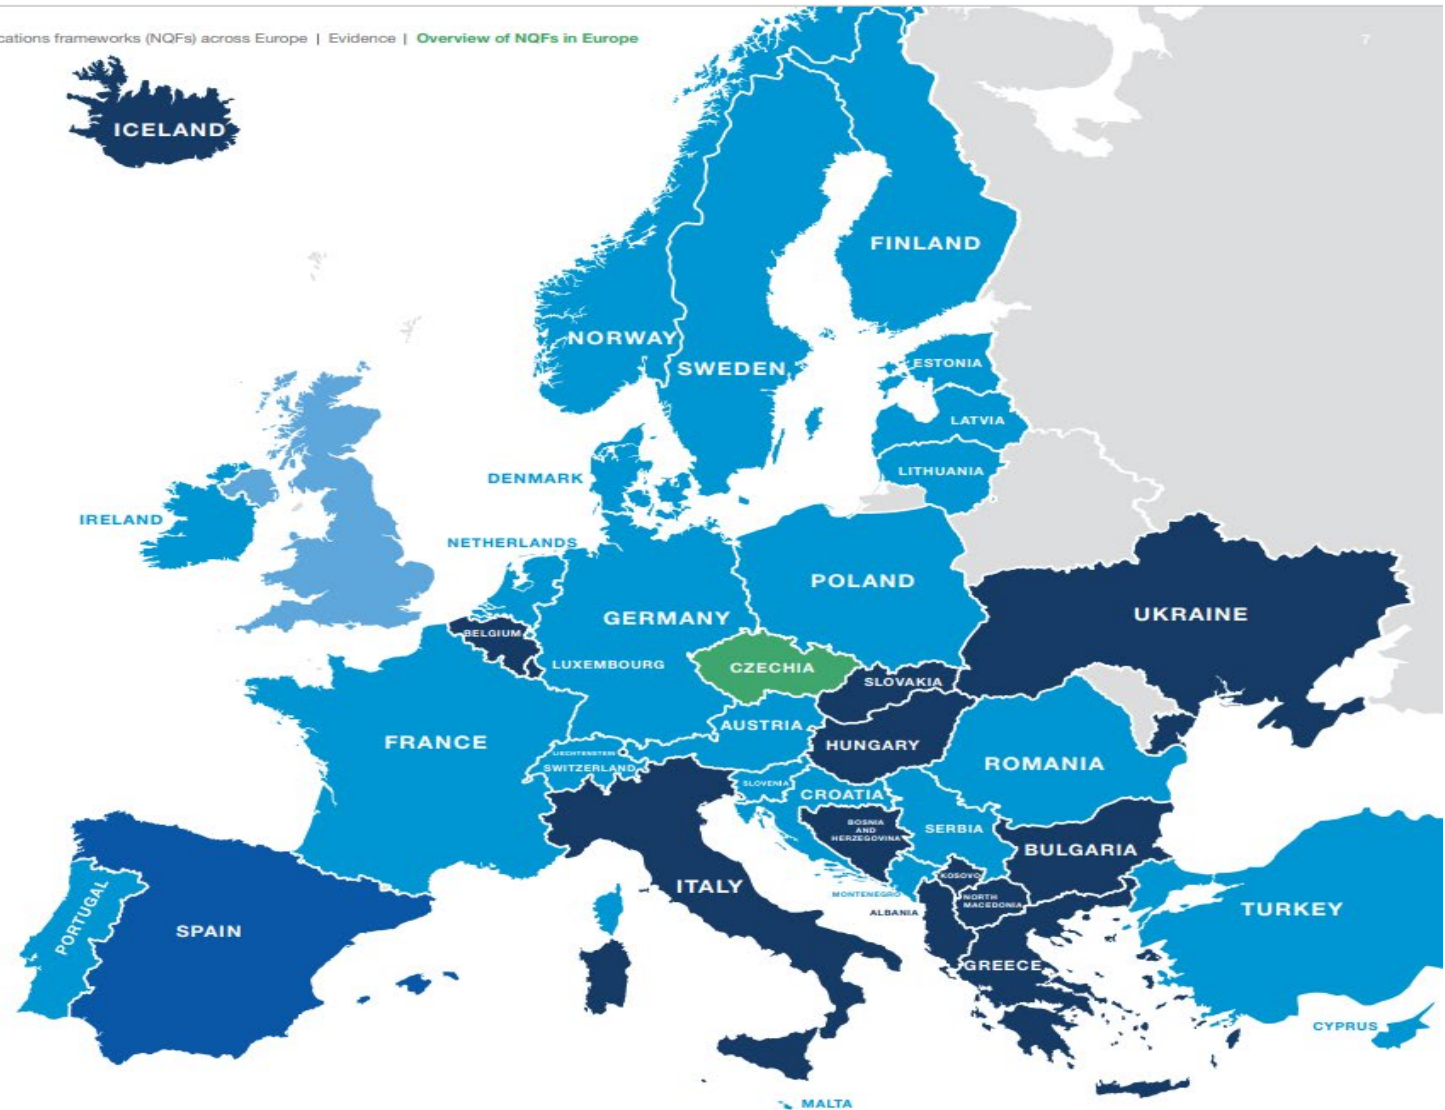 cations frameworks (NQFs) across Europe | Evidence | Overview of NQFs in Europe
7
ICELAND
FINLAND
NORWAY
SWEDEN
ESTONIA
LATVIA
LITHUANIA
DENMARK
IRELAND
NETHERLANDS
POLAND
GERMANY
UKRAINE
BELGIUM
LUXEMBOURG
CZECHIA
SLOVAKIA
AUSTRIA
FRANCE
HUNGARY
LIECHTENSTEIN
SWITZERLAND
ROMANIA
SLOVENIA
CROATIA
BOSNIA
AND
HERZEGOVINA
SERBIA
BULGARIA
KOSOVO
ITALY
MONTENEGRO
NORTH
MACEDONIA
ALBANIA
TURKEY
PORTUGAL
SPAIN
GREECE
CYPRUS
MALTA